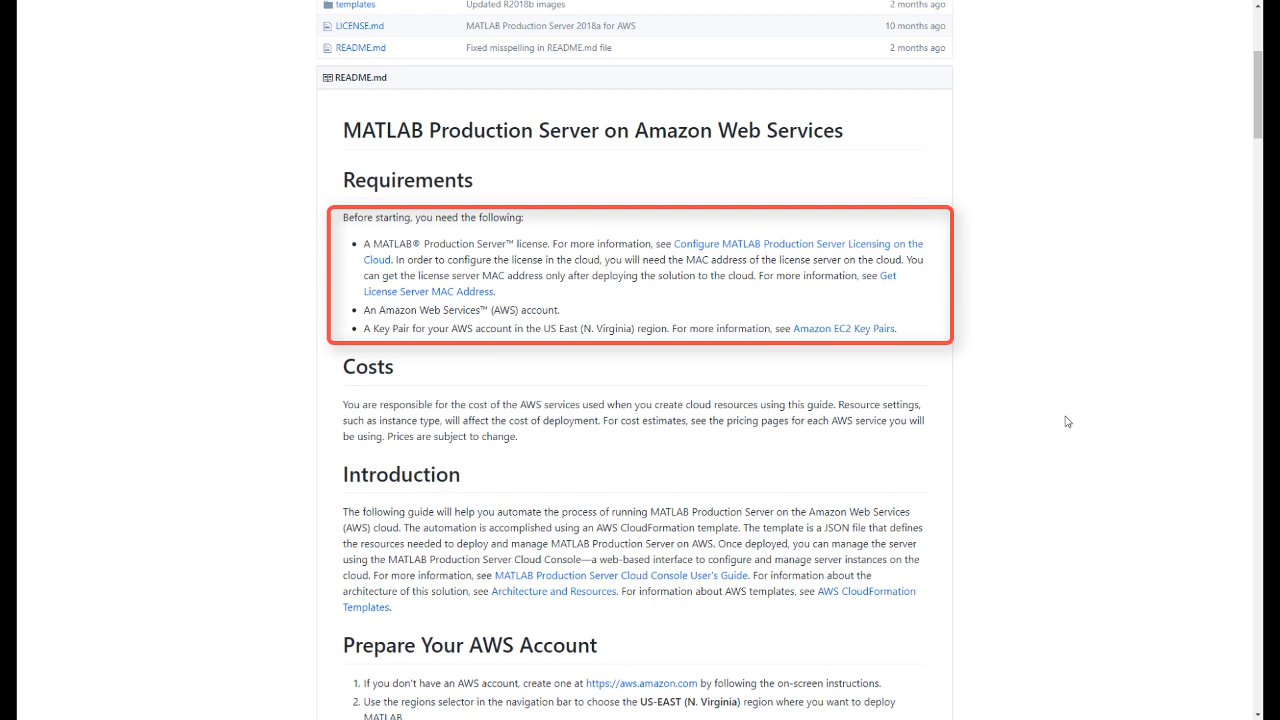 templates Updated R2018b images 2 months ago
LICENSE.md MATLAB Production Server 2018a for AWS 10 months ago
README.md Fixed misspelling in README.md file 2 months ago
README.md
MATLAB Production Server on Amazon Web Services
Requirements
Before starting, you need the following:
• A MATLAB® Production Server™ license. For more information, see Configure MATLAB Production Server Licensing on the
Cloud. In order to configure the license in the cloud, you will need the MAC address of the license server on the cloud. You
can get the license server MAC address only after deploying the solution to the cloud. For more information, see Get
License Server MAC Address.
• An Amazon Web Services™ (AWS) account.
• A Key Pair for your AWS account in the US East (N. Virginia) region. For more information, see Amazon EC2 Key Pairs.
Costs
You are responsible for the cost of the AWS services used when you create cloud resources using this guide. Resource settings,
such as instance type, will affect the cost of deployment. For cost estimates, see the pricing pages for each AWS service you will
be using. Prices are subject to change.
Introduction
The following guide will help you automate the process of running MATLAB Production Server on the Amazon Web Services
(AWS) cloud. The automation is accomplished using an AWS CloudFormation template. The template is a JSON file that defines
the resources needed to deploy and manage MATLAB Production Server on AWS. Once deployed, you can manage the server
using the MATLAB Production Server Cloud Console—a web-based interface to configure and manage server instances on the
cloud. For more information, see MATLAB Production Server Cloud Console User's Guide. For information about the
architecture of this solution, see Architecture and Resources. For information about AWS templates, see AWS CloudFormation
Templates.
Prepare Your AWS Account
1. If you don't have an AWS account, create one at https://aws.amazon.com by following the on-screen instructions.
2. Use the regions selector in the navigation bar to choose the US-EAST (N. Virginia) region where you want to deploy
MATLAB